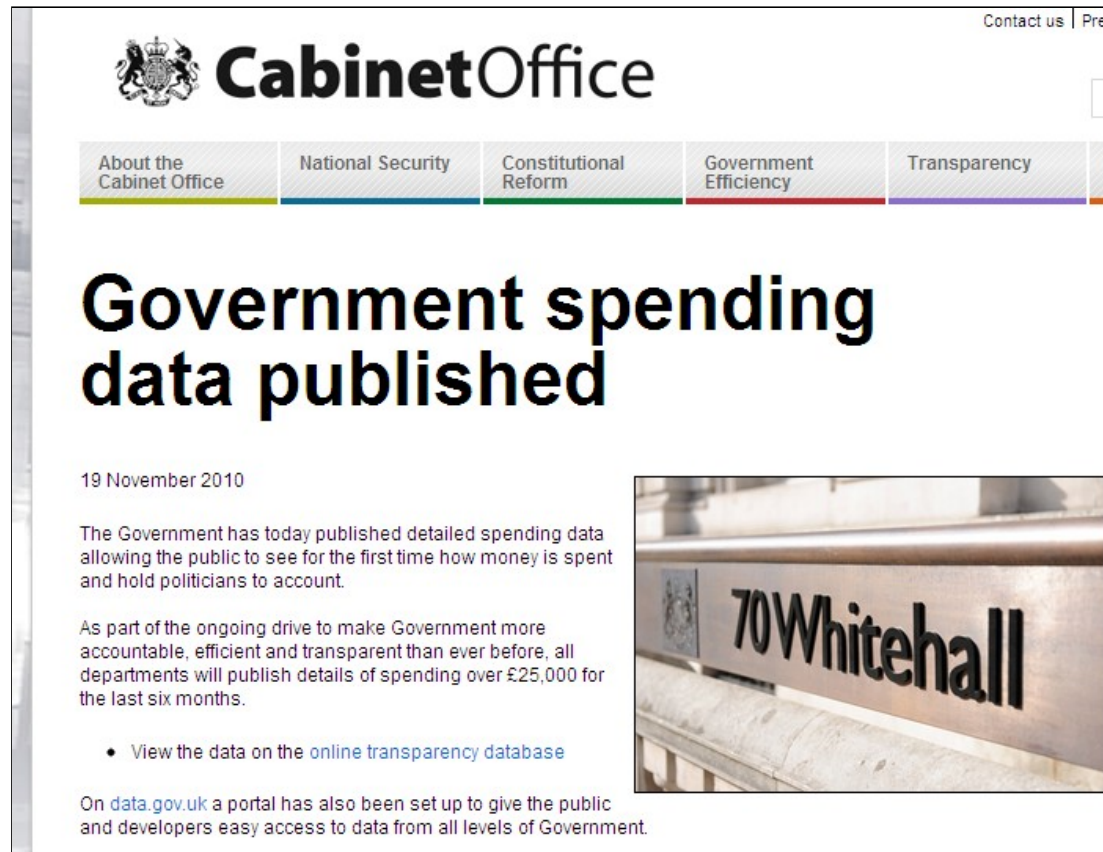 Contact us
CabinetOffice
About the
Cabinet Office
National Security
Constitutional
Reform
Government
Efficiency
Transparency
Government spending
data published
19 November 2010
The Government has today published detailed spending data
allowing the public to see for the first time how money is spent
and hold politicians to account.
As part of the ongoing drive to make Government more
accountable, efficient and transparent than ever before, all
departments will publish details of spending over £25,000 for
the last six months.
• View the data on the online transparency database
On data.gov.uk a portal has also been set up to give the public
and developers easy access to data from all levels of Government.
70 Whitehall